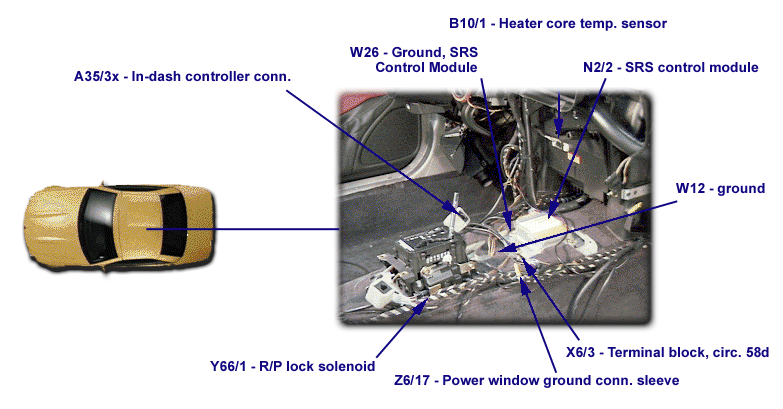 B10/1 - Heater core temp. sensor
W26 - Ground, SRS
Control Module
A35/3x - In-dash controller conn.
N2/2 - SRS control module
W12 - ground
X6/3 - Terminal block, circ. 58d
Y66/1 - R/P lock solenoid
Z6/17 - Power window ground conn. sleeve